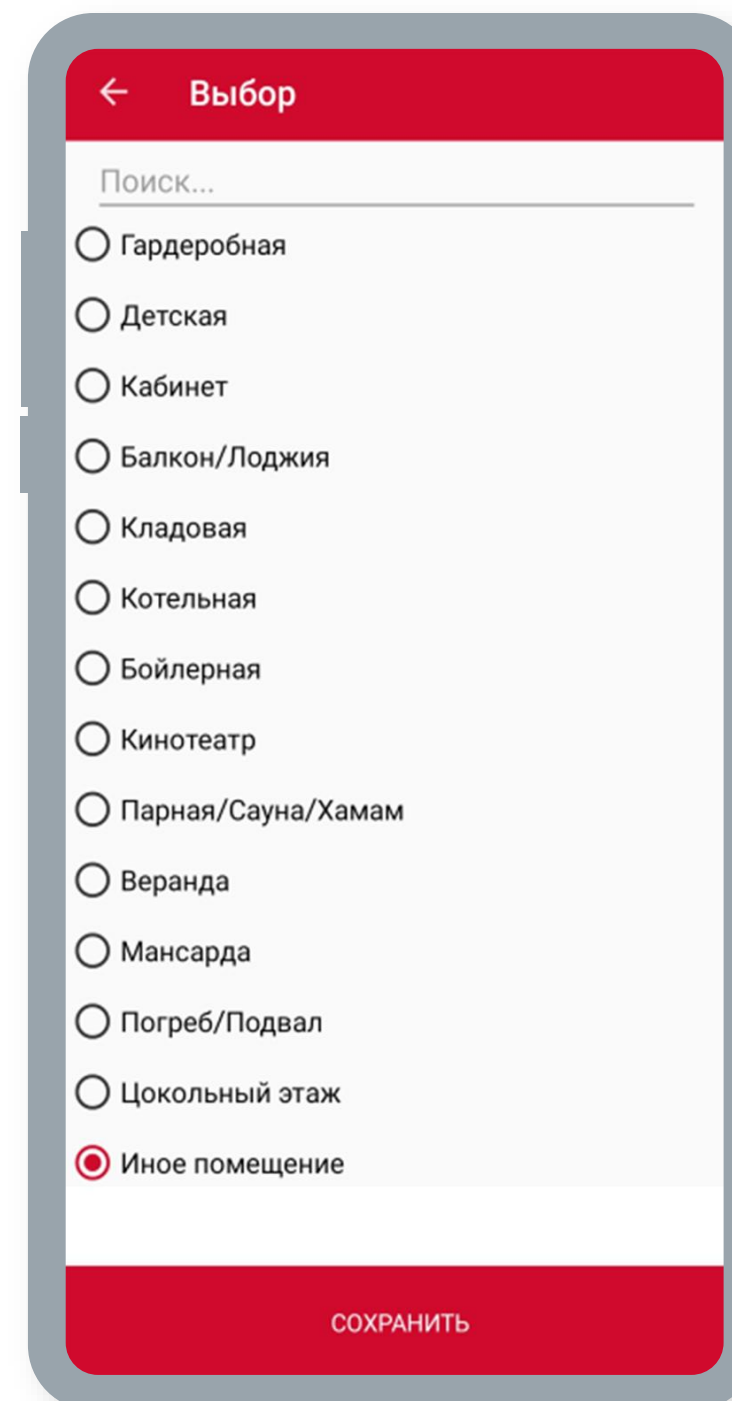 Выбор
Поиск...
Гардеробная
Детская
Кабинет
Балкон/Лоджия
Кладовая
Котельная
Бойлерная
Кинотеатр
Парная/Сауна/Хамам
Веранда
Мансарда
Погреб/Подвал
Цокольный этаж
Иное помещение
СОХРАНИТЬ